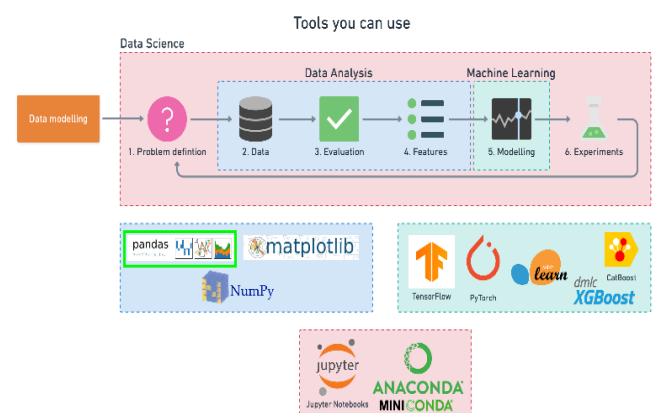 Tools you can use
Data Science
Data Analysis
Machine Learning
Data modelling
?
1. Problem defintion
2. Data
3. Evaluation
4. Features
5. Modelling
6. Experiments
pandas
matplotlib
NumPy
TensorFlow
PyTorch
learn
dmlc
XGBoost
CatBoost
jupyter
Jupyter Notebooks
ANACONDA
MINICONDA